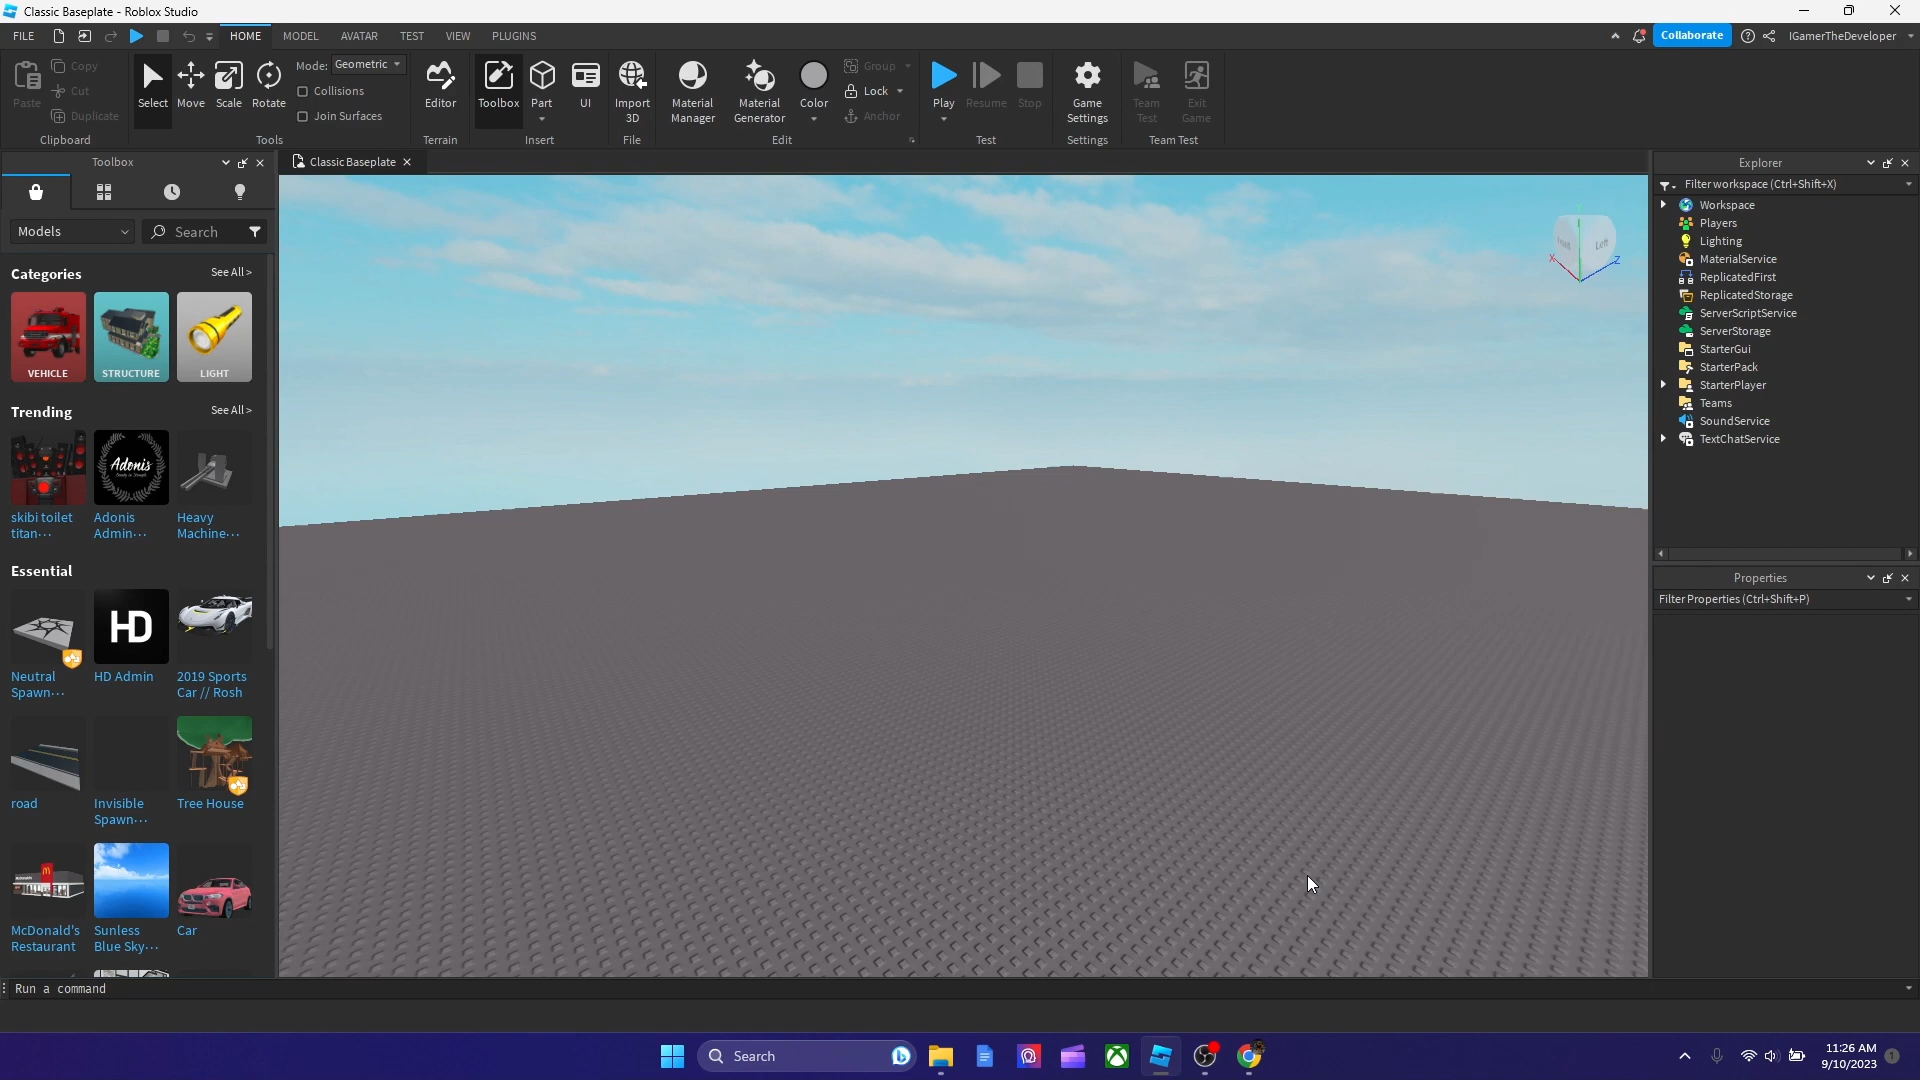 Classic Baseplate - Roblox Studio
FILE
HOME
MODEL
AVATAR
TEST
VIEW
PLUGINS
Collaborate
IGamerTheDeveloper
Paste
Copy
Cut
Duplicate
Clipboard
Select
Move
Scale
Rotate
Mode: Geometric
Collisions
Join Surfaces
Tools
Editor
Terrain
Toolbox
Part
UI
Insert
Import
3D
File
Material
Manager
Material
Generator
Color
Group
Lock
Anchor
Edit
Play
Resume
Stop
Test
Game
Settings
Settings
Team
Test
Exit
Game
Team Test
Toolbox
Models
Search
Categories
See All >
VEHICLE
STRUCTURE
LIGHT
Trending
See All >
Adonis
skibi toilet
titan···
Adonis
Admin···
Heavy
Machine···
Essential
HD
Neutral
Spawn···
HD Admin
2019 Sports
Car // Rosh
road
Invisible
Spawn···
Tree House
McDonald's
Restaurant
Sunless
Blue Sky···
Car
Classic Baseplate
Left
X
Z
Explorer
Filter workspace (Ctrl+Shift+X)
Workspace
Players
Lighting
MaterialService
ReplicatedFirst
ReplicatedStorage
ServerScriptService
ServerStorage
StarterGui
StarterPack
StarterPlayer
Teams
SoundService
TextChatService
Properties
Filter Properties (Ctrl+Shift+P)
Run a command
Search
11:26 AM
9/10/2023
1